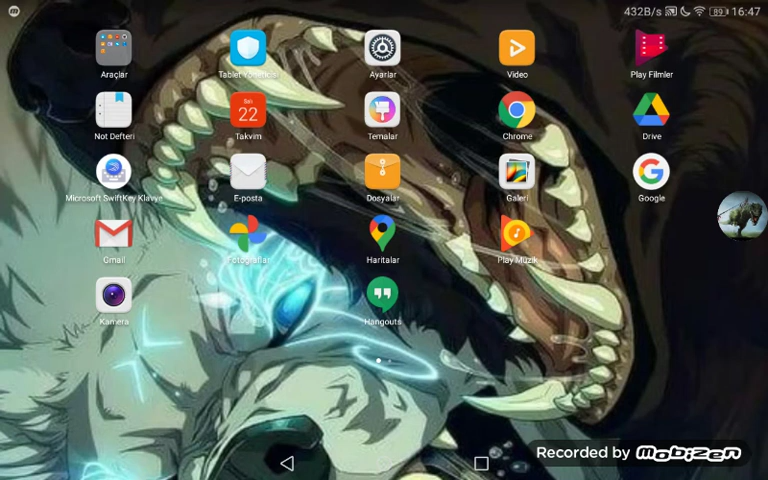 432B/s 89 16:47
Araçlar
Tablet Yöneticisi
Ayarlar
Video
Play Filmler
Not Defteri
22
Takvim
Temalar
Chrome
Drive
Microsoft SwiftKey Klavye
E-posta
Dosyalar
Galeri
Google
Gmail
Fotoğraflar
Haritalar
Play Müzik
Kamera
Hangouts
Recorded by Mobizen